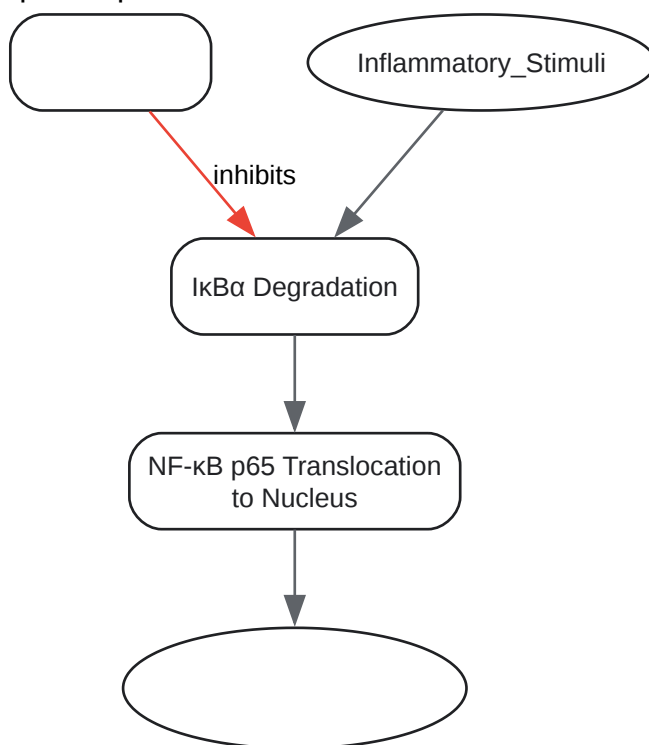 Inflammatory_Stimuli
inhibits
IκBα Degradation
NF-κB p65 Translocation
to Nucleus